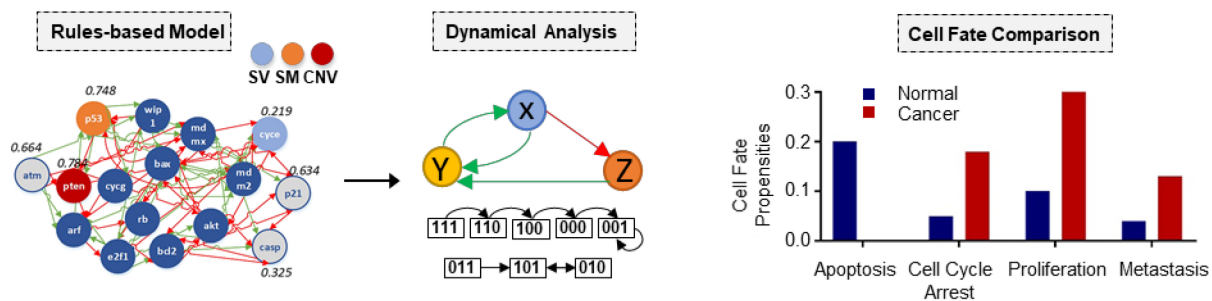 Rules-based Model
SV SM CNV
0.748
p53
wip
1
md
mx
0.219
cyce
0.664
atm
0.784
pten
cycg
bax
md
m2
0.634
p21
arf
rb
akt
e2f1
bcl2
casp
0.325
Dynamical Analysis
X
Y
Z
111 110 100 000 001
011 101 010
Cell Fate Comparison
Cell Fate
Propensities
0.3
0.1
0.1
0.0
Normal
Cancer
Apoptosis Cell Cycle Proliferation Metastasis
Arrest